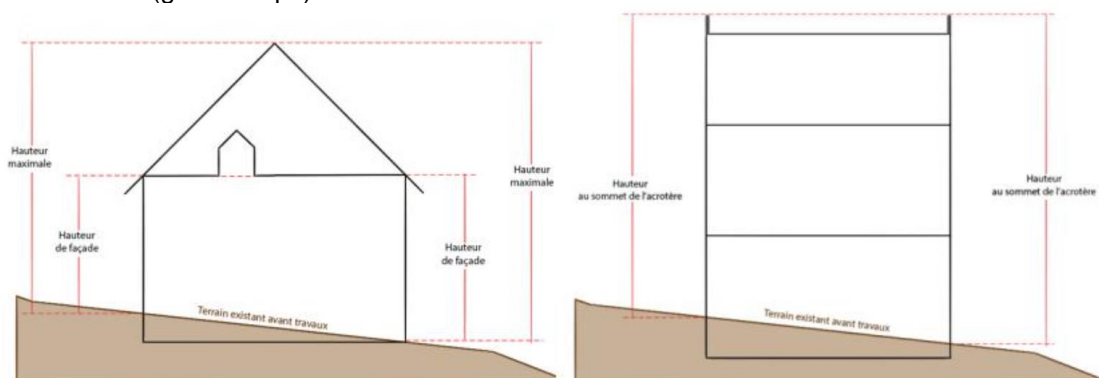 Hauteur
maximale
Hauteur
de façade
Hauteur
maximale
Hauteur
de façade
Terrain existant avant travaux
Hauteur
au sommet de l'acrotère
Hauteur
au sommet de l'acrotère
Terrain existant avant travaux